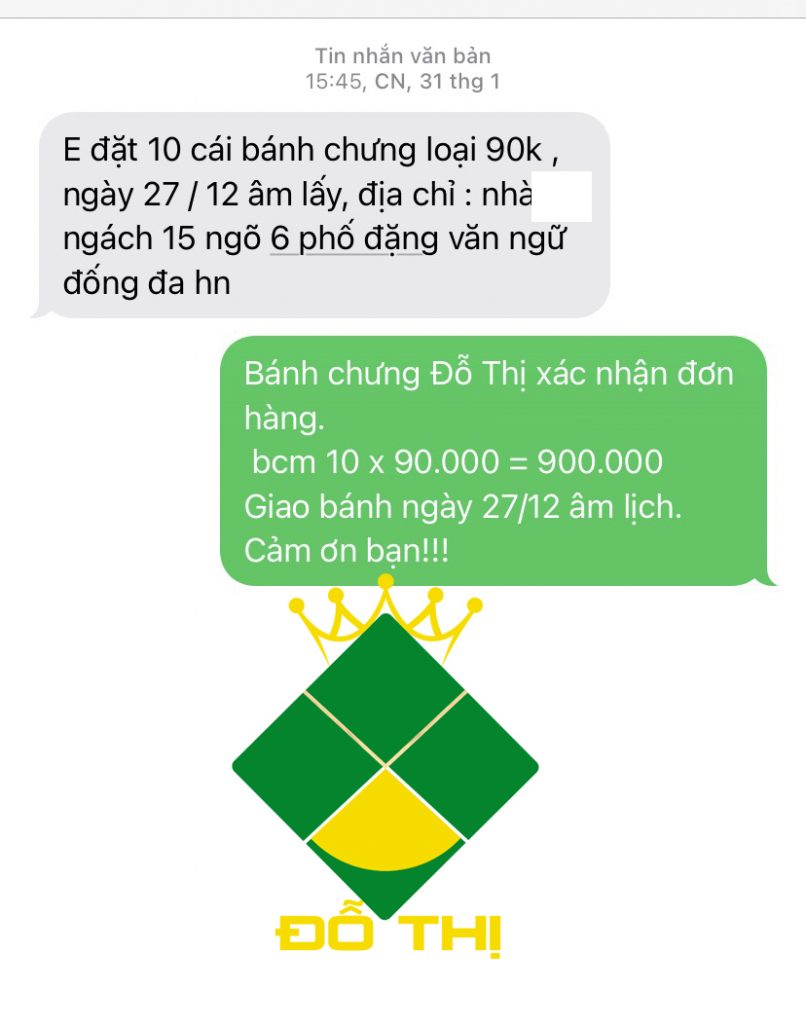 Tin nhắn văn bản
15:45, CN, 31 thg 1
E đặt 10 cái bánh chưng loại 90k ,
ngày 27 / 12 âm lấy, địa chỉ : nhà
ngách 15 ngõ 6 phố đặng văn ngữ
đống đa hn
Bánh chưng Đỗ Thị xác nhận đơn
hàng.
bcm 10 x 90.000 = 900.000
Giao bánh ngày 27/12 âm lịch.
Cảm ơn bạn!!!
ĐỖ THỊ